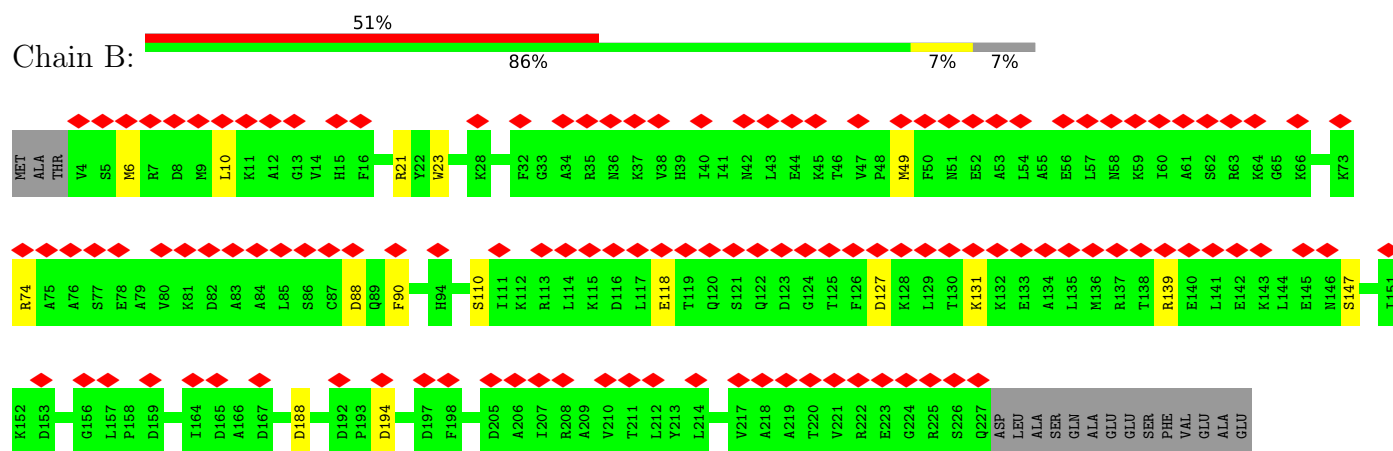 51%
Chain B:
86% 7% 7%
MET ALA THR V4 S5 M6 R7 D8 M9 L10 K11 A12 G13 V14 H15 F16 R21 Y22 W23 K28 F32 G33 A34 R35 N36 K37 V38 H39 I40 I41 N42 L43 E44 K45 T46 V47 P48 M49 F50 N51 E52 A53 L54 A55 E56 L57 N58 K59 I60 A61 S62 R63 K64 G65 K66 K73
R74 A75 A76 S77 E78 A79 V80 K81 D82 A83 A84 L85 S86 C87 D88 Q89 F90 H94 S110 I111 K112 R113 L114 K115 D116 L117 E118 T119 Q120 S121 Q122 D123 G124 T125 F126 D127 K128 L129 T130 K131 K132 E133 A134 L135 M136 R137 T138 R139 E140 L141 E142 K143 L144 E145 N146 S147 I151
K152 D153 G156 L157 P158 D159 I164 D165 A166 D167 D188 D192 P193 D194 D197 F198 D205 A206 I207 R208 A209 V210 T211 L212 Y213 L214 V217 A218 A219 T220 V221 R222 E223 G224 R225 S226 Q227 ASP LEU ALA SER GLN ALA GLU GLU SER PHE VAL GLU ALA GLU